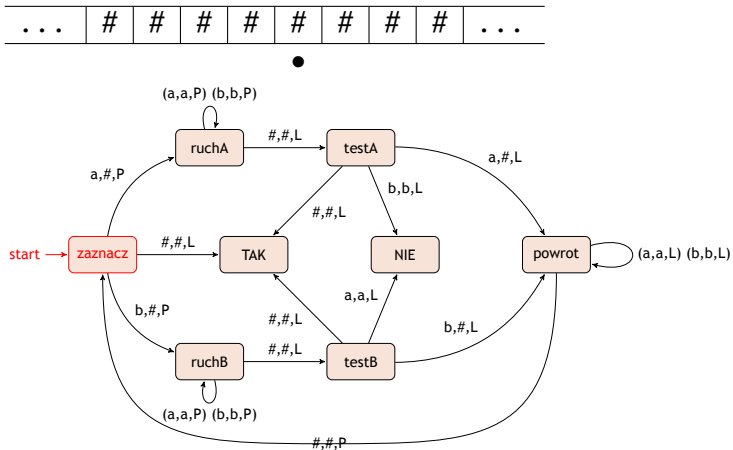 ... # # # # # # # # ...
(a,a,P) (b,b,P)
ruchA
#,#,L
testA
a,#,P
a,#,L
b,b,L
#,#,L
start
zaznacz
#,#,L
TAK
NIE
powrot
(a,a,L) (b,b,L)
b,#,P
a,a,L
#,#,L
b,#,L
ruchB
#,#,L
testB
(a,a,P) (b,b,P)
#,#,P